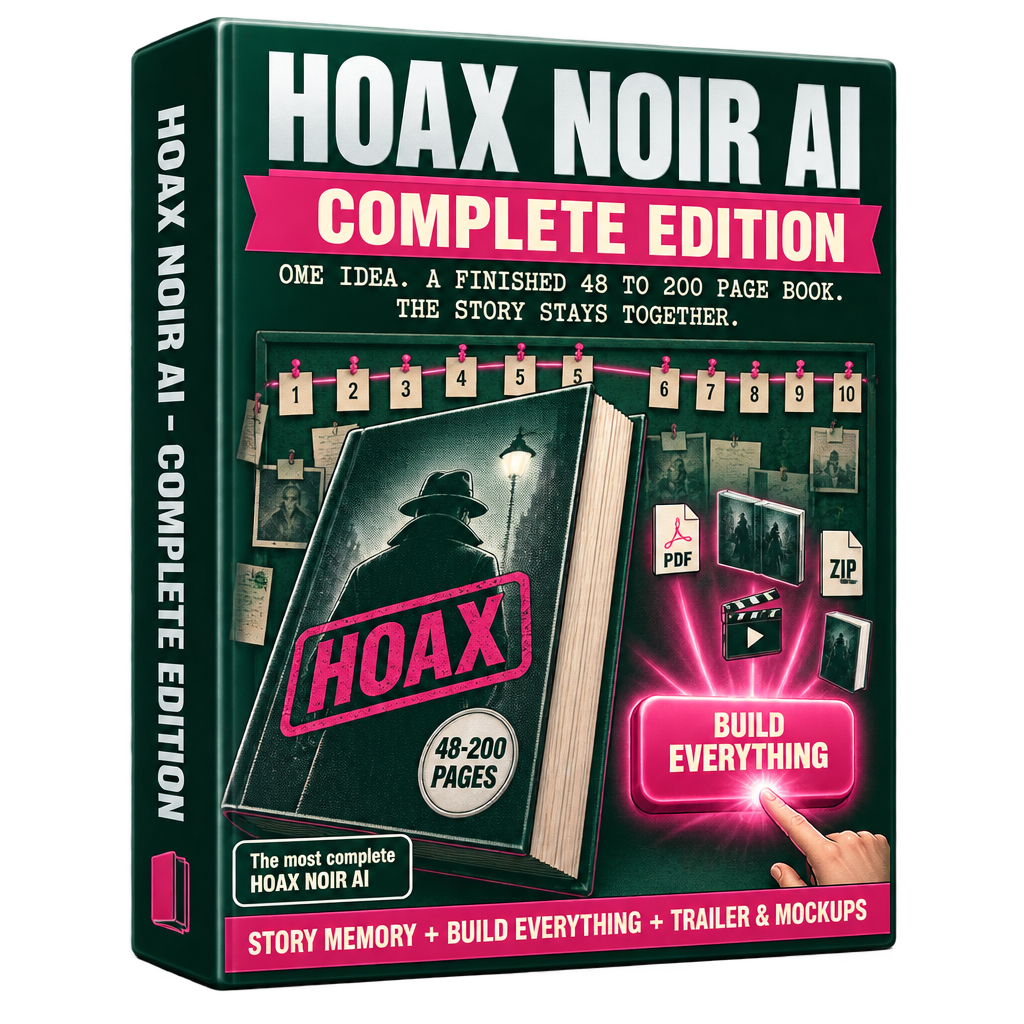 HOAX NOIR AI
COMPLETE EDITION
OME IDEA. A FINISHED 48 TO 200 PAGE BOOK.
THE STORY STAYS TOGETHER.
1 2 3 4 5 5 6 7 8 9 10
HOAX
48-200
PAGES
PDF
ZIP
BUILD
EVERYTHING
The most complete
HOAX NOIR AI
STORY MEMORY + BUILD EVERYTHING + TRAILER & MOCKUPS
HOAX NOIR AI - COMPLETE EDITION